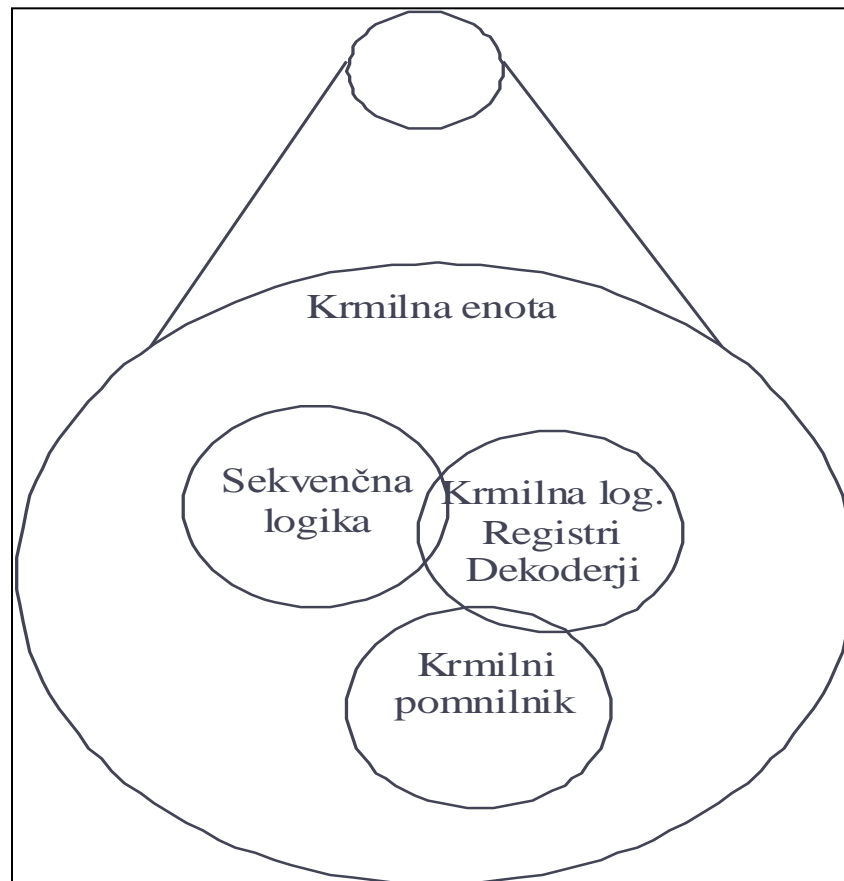 Krmilna enota
Sekvenčna
logika
Krmilna log.
Registri
Dekoderji
Krmilni
pomnilnik